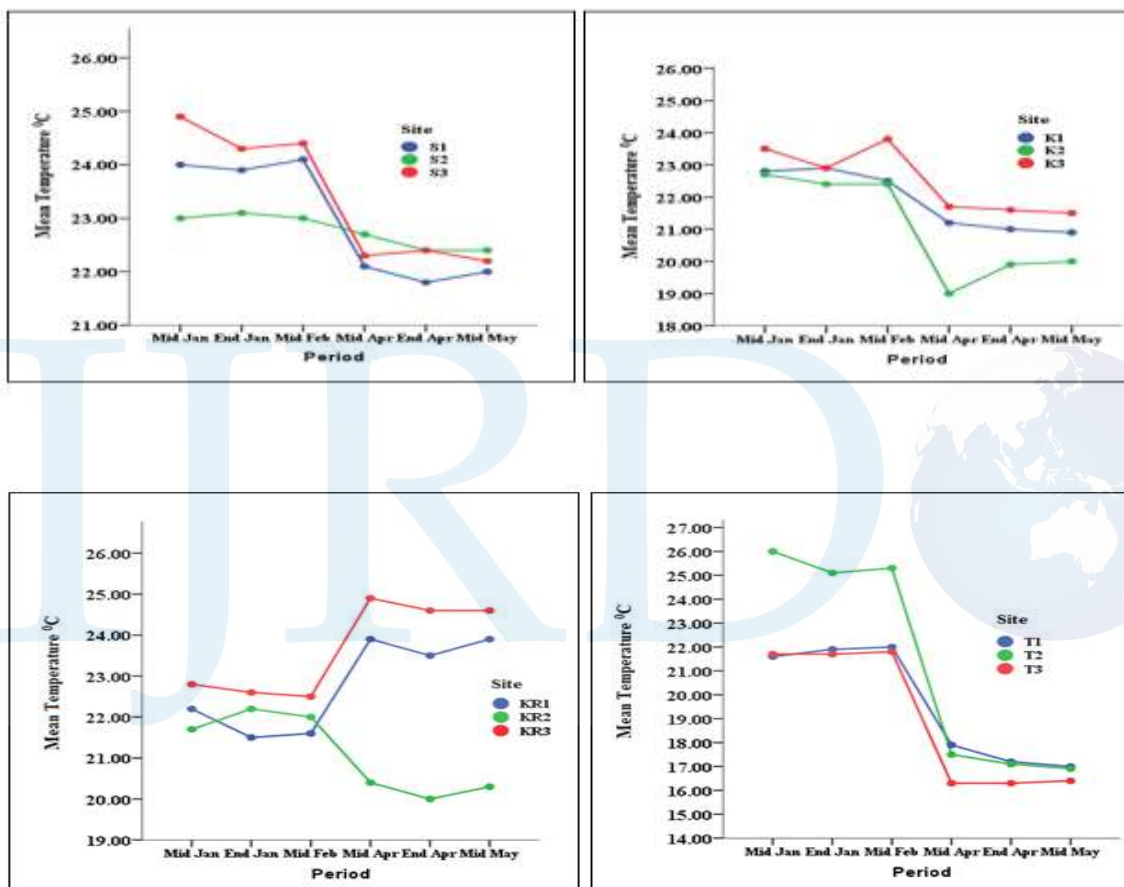 26.00
25.00
24.00
23.00
22.00
21.00
Mean Temperature ⁰C
Site
S1
S2
S3
Mid Jan End Jan Mid Feb Mid Apr End Apr Mid May
Period
26.00
25.00
24.00
23.00
22.00
21.00
20.00
19.00
18.00
Mean Temperature ⁰C
Site
K1
K2
K3
Mid Jan End Jan Mid Feb Mid Apr End Apr Mid May
Period
IJRD
26.00
25.00
24.00
23.00
22.00
21.00
20.00
19.00
Mean Temperature ⁰C
Site
KR1
KR2
KR3
Mid Jan End Jan Mid Feb Mid Apr End Apr Mid May
Period
27.00
26.00
25.00
24.00
23.00
22.00
21.00
20.00
19.00
18.00
17.00
16.00
15.00
14.00
Mean Temperature ⁰C
Site
T1
T2
T3
Mid Jan End Jan Mid Feb Mid Apr End Apr Mid May
Period